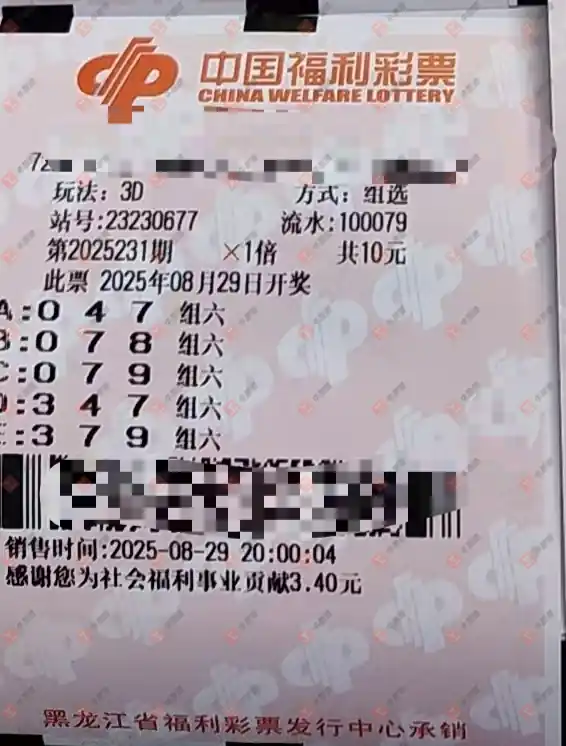 中国福利彩票
CHINA WELFARE LOTTERY
玩法：3D 方式：组选
站号:23230677 流水:100079
第2025231期 ×1倍 共10元
此票 2025年08月29日开奖
A:0 4 7 组六
B:0 7 8 组六
C:0 7 9 组六
D:3 4 7 组六
E:3 7 9 组六
销售时间:2025-08-29 20:00:04
感谢您为社会福利事业贡献3.40元
黑龙江省福利彩票发行中心承销